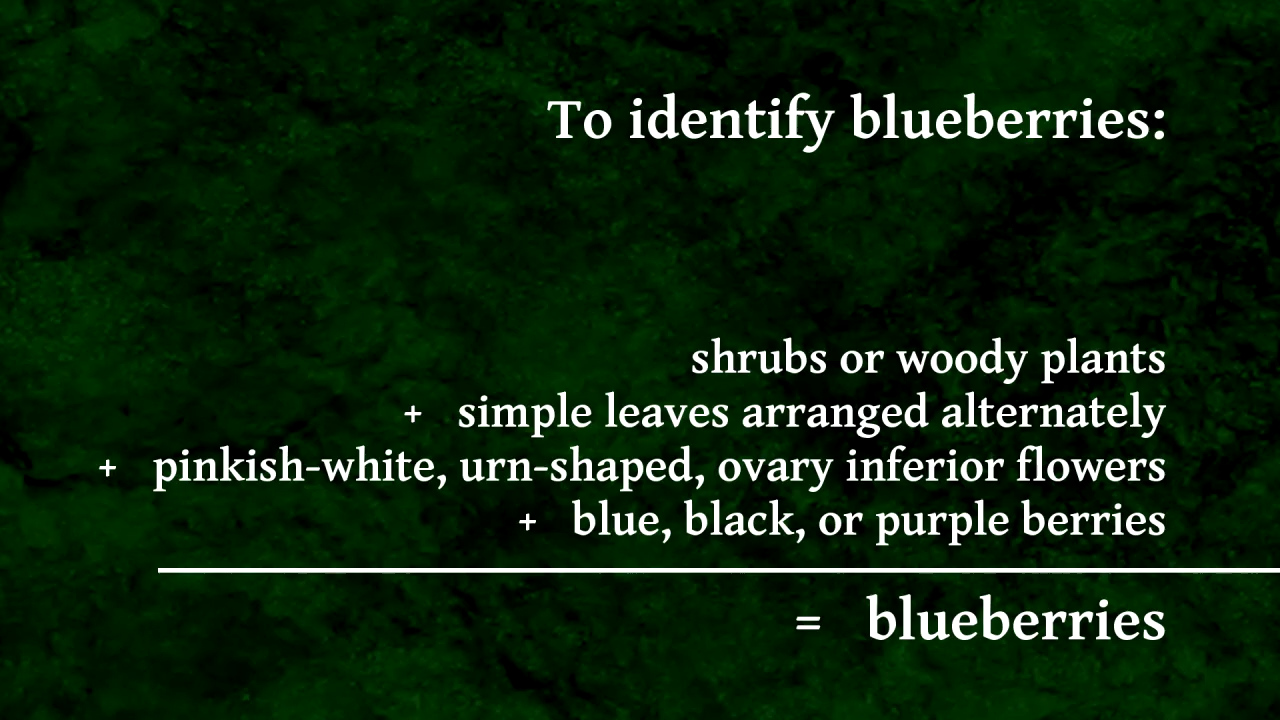 To identify blueberries:
shrubs or woody plants
+ simple leaves arranged alternately
+ pinkish-white, urn-shaped, ovary inferior flowers
+ blue, black, or purple berries
= blueberries